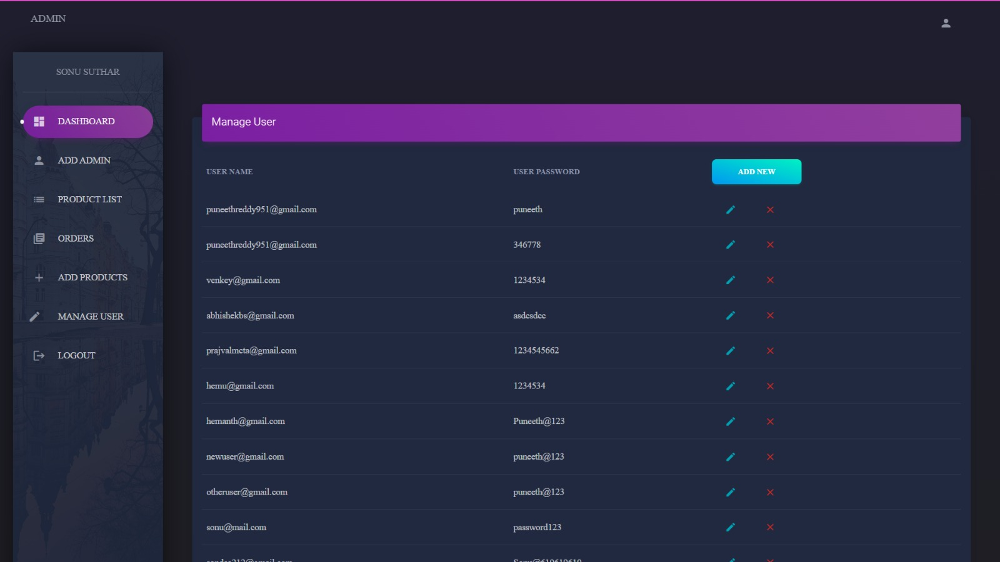 ADMIN
SONU SUTHAR
DASHBOARD
ADD ADMIN
PRODUCT LIST
ORDERS
ADD PRODUCTS
MANAGE USER
LOGOUT
Manage User
USER NAME USER PASSWORD ADD NEW
puneethreddy951@gmail.com puneeth
puneethreddy951@gmail.com 346778
venkey@gmail.com 1234534
abhishekbs@gmail.com asdcsdcc
prajvalmcta@gmail.com 1234545662
hemu@gmail.com 1234534
hemanth@gmail.com Puneeth@123
newuser@gmail.com puneeth@123
otheruser@gmail.com puneeth@123
sonu@mail.com password123